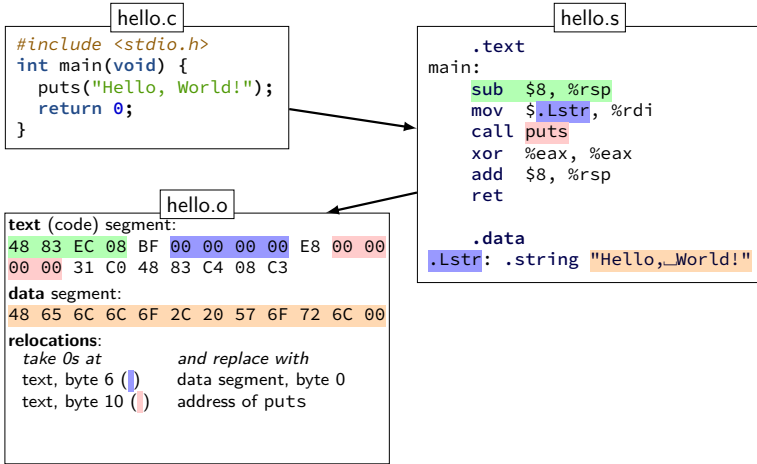 hello.c
#include <stdio.h>
int main(void) {
  puts("Hello, World!");
  return 0;
}
hello.s
.text
main:
sub $8, %rsp
mov $.Lstr, %rdi
call puts
xor %eax, %eax
add $8, %rsp
ret
.data
.Lstr: .string "Hello,␣World!"
hello.o
text (code) segment:
48 83 EC 08 BF 00 00 00 00 E8 00 00
00 00 31 C0 48 83 C4 08 C3
data segment:
48 65 6C 6C 6F 2C 20 57 6F 72 6C 00
relocations:
take 0s at and replace with
text, byte 6 ( ) data segment, byte 0
text, byte 10 ( ) address of puts